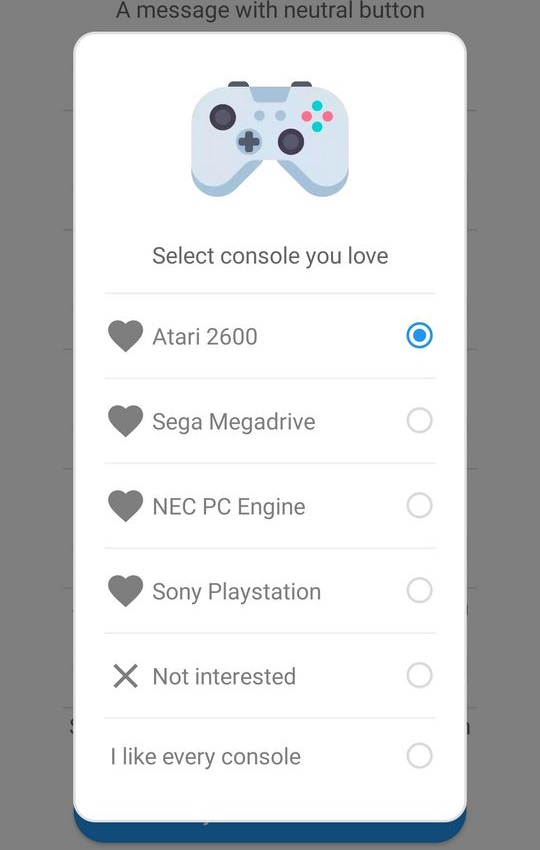 A message with neutral button
Select console you love
Atari 2600
Sega Megadrive
NEC PC Engine
Sony Playstation
Not interested
I like every console